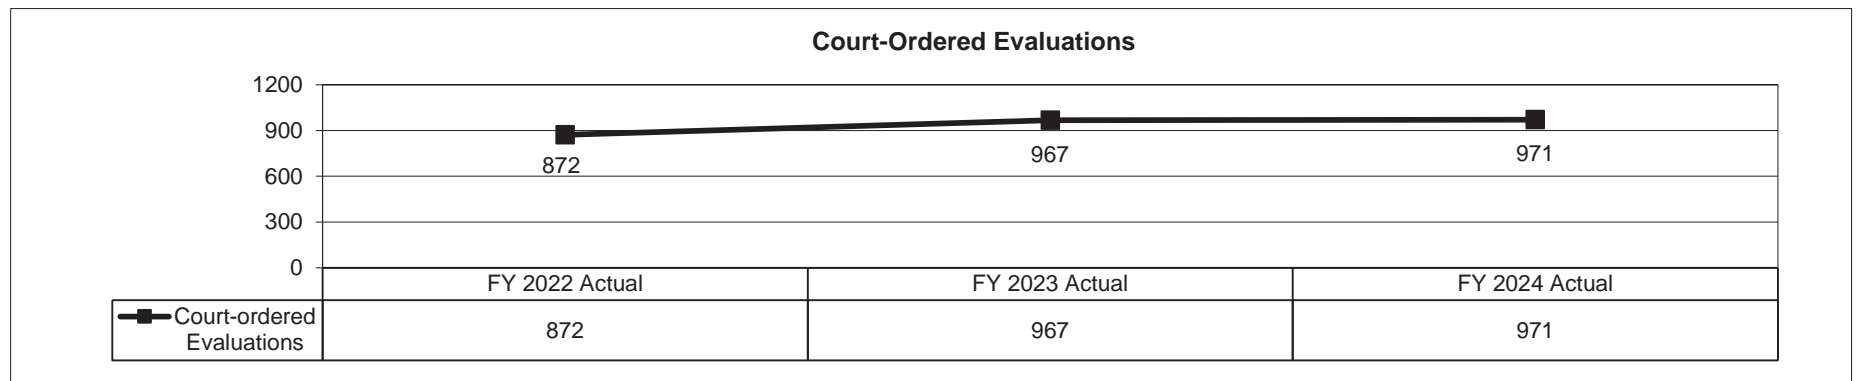 Court-Ordered Evaluations
1200
900
600
300
0
872
967
971
FY 2022 Actual
FY 2023 Actual
FY 2024 Actual
Court-ordered
Evaluations
872
967
971